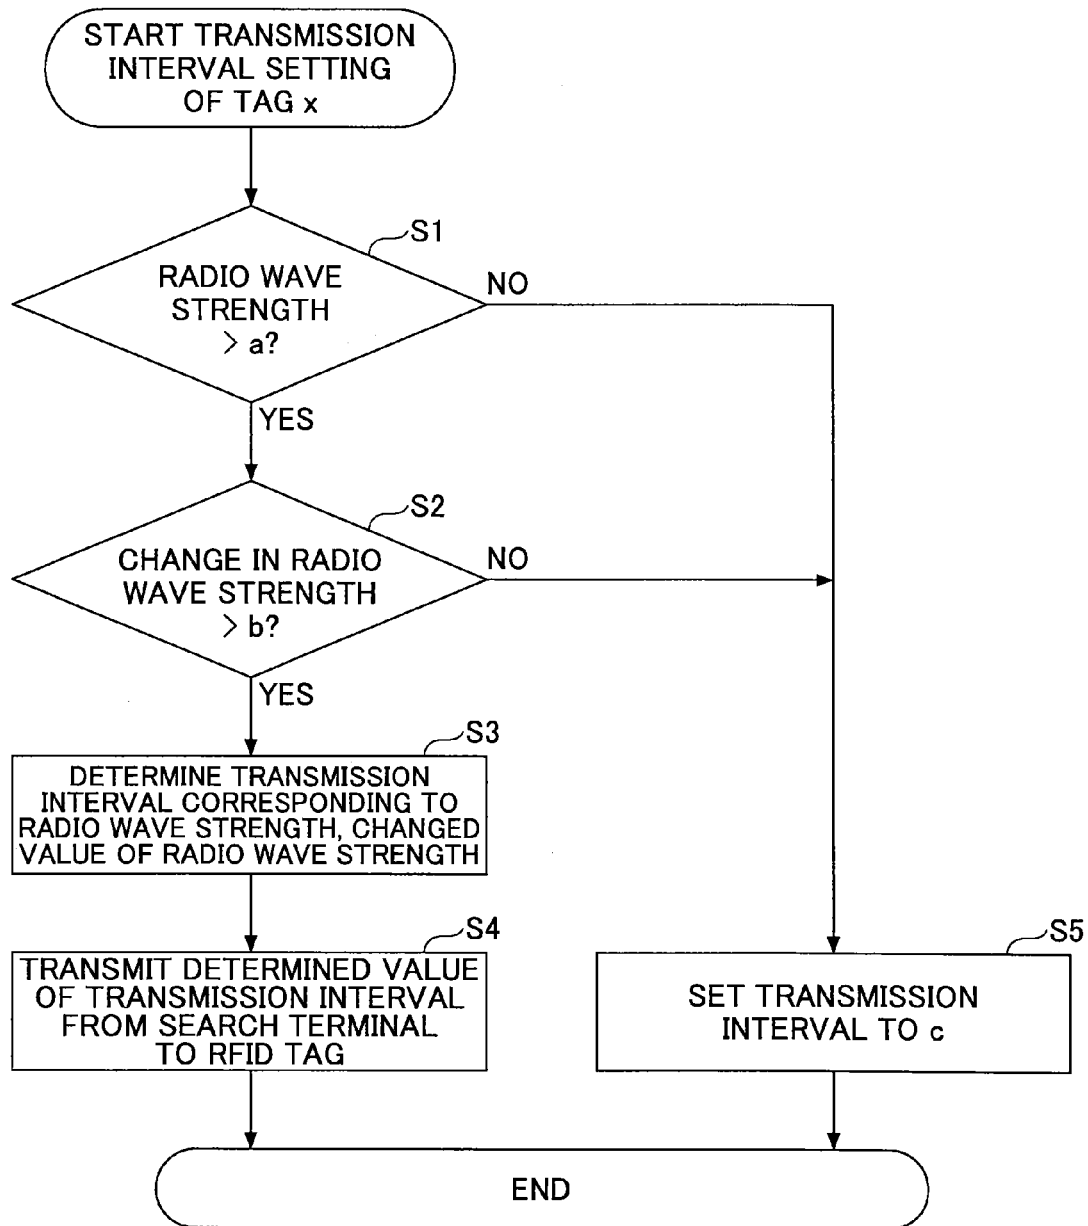 START TRANSMISSION
INTERVAL SETTING
OF TAG x
S1
RADIO WAVE
STRENGTH
> a?
NO
YES
S2
CHANGE IN RADIO
WAVE STRENGTH
> b?
NO
YES
S3
DETERMINE TRANSMISSION
INTERVAL CORRESPONDING TO
RADIO WAVE STRENGTH, CHANGED
VALUE OF RADIO WAVE STRENGTH
S4
TRANSMIT DETERMINED VALUE
OF TRANSMISSION INTERVAL
FROM SEARCH TERMINAL
TO RFID TAG
S5
SET TRANSMISSION
INTERVAL TO c
END